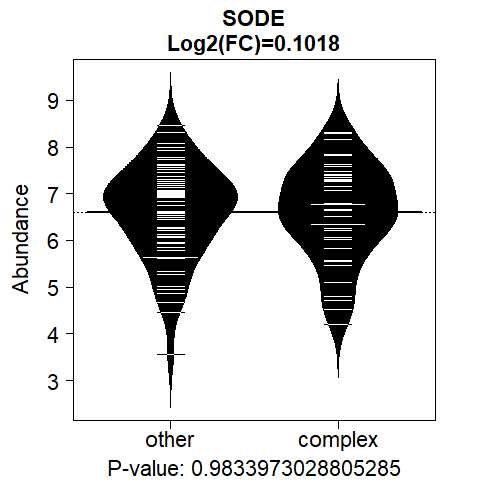 SODE
Log2(FC)=0.1018
Abundance
9
8
7
6
5
4
3
other complex
P-value: 0.9833973028805285